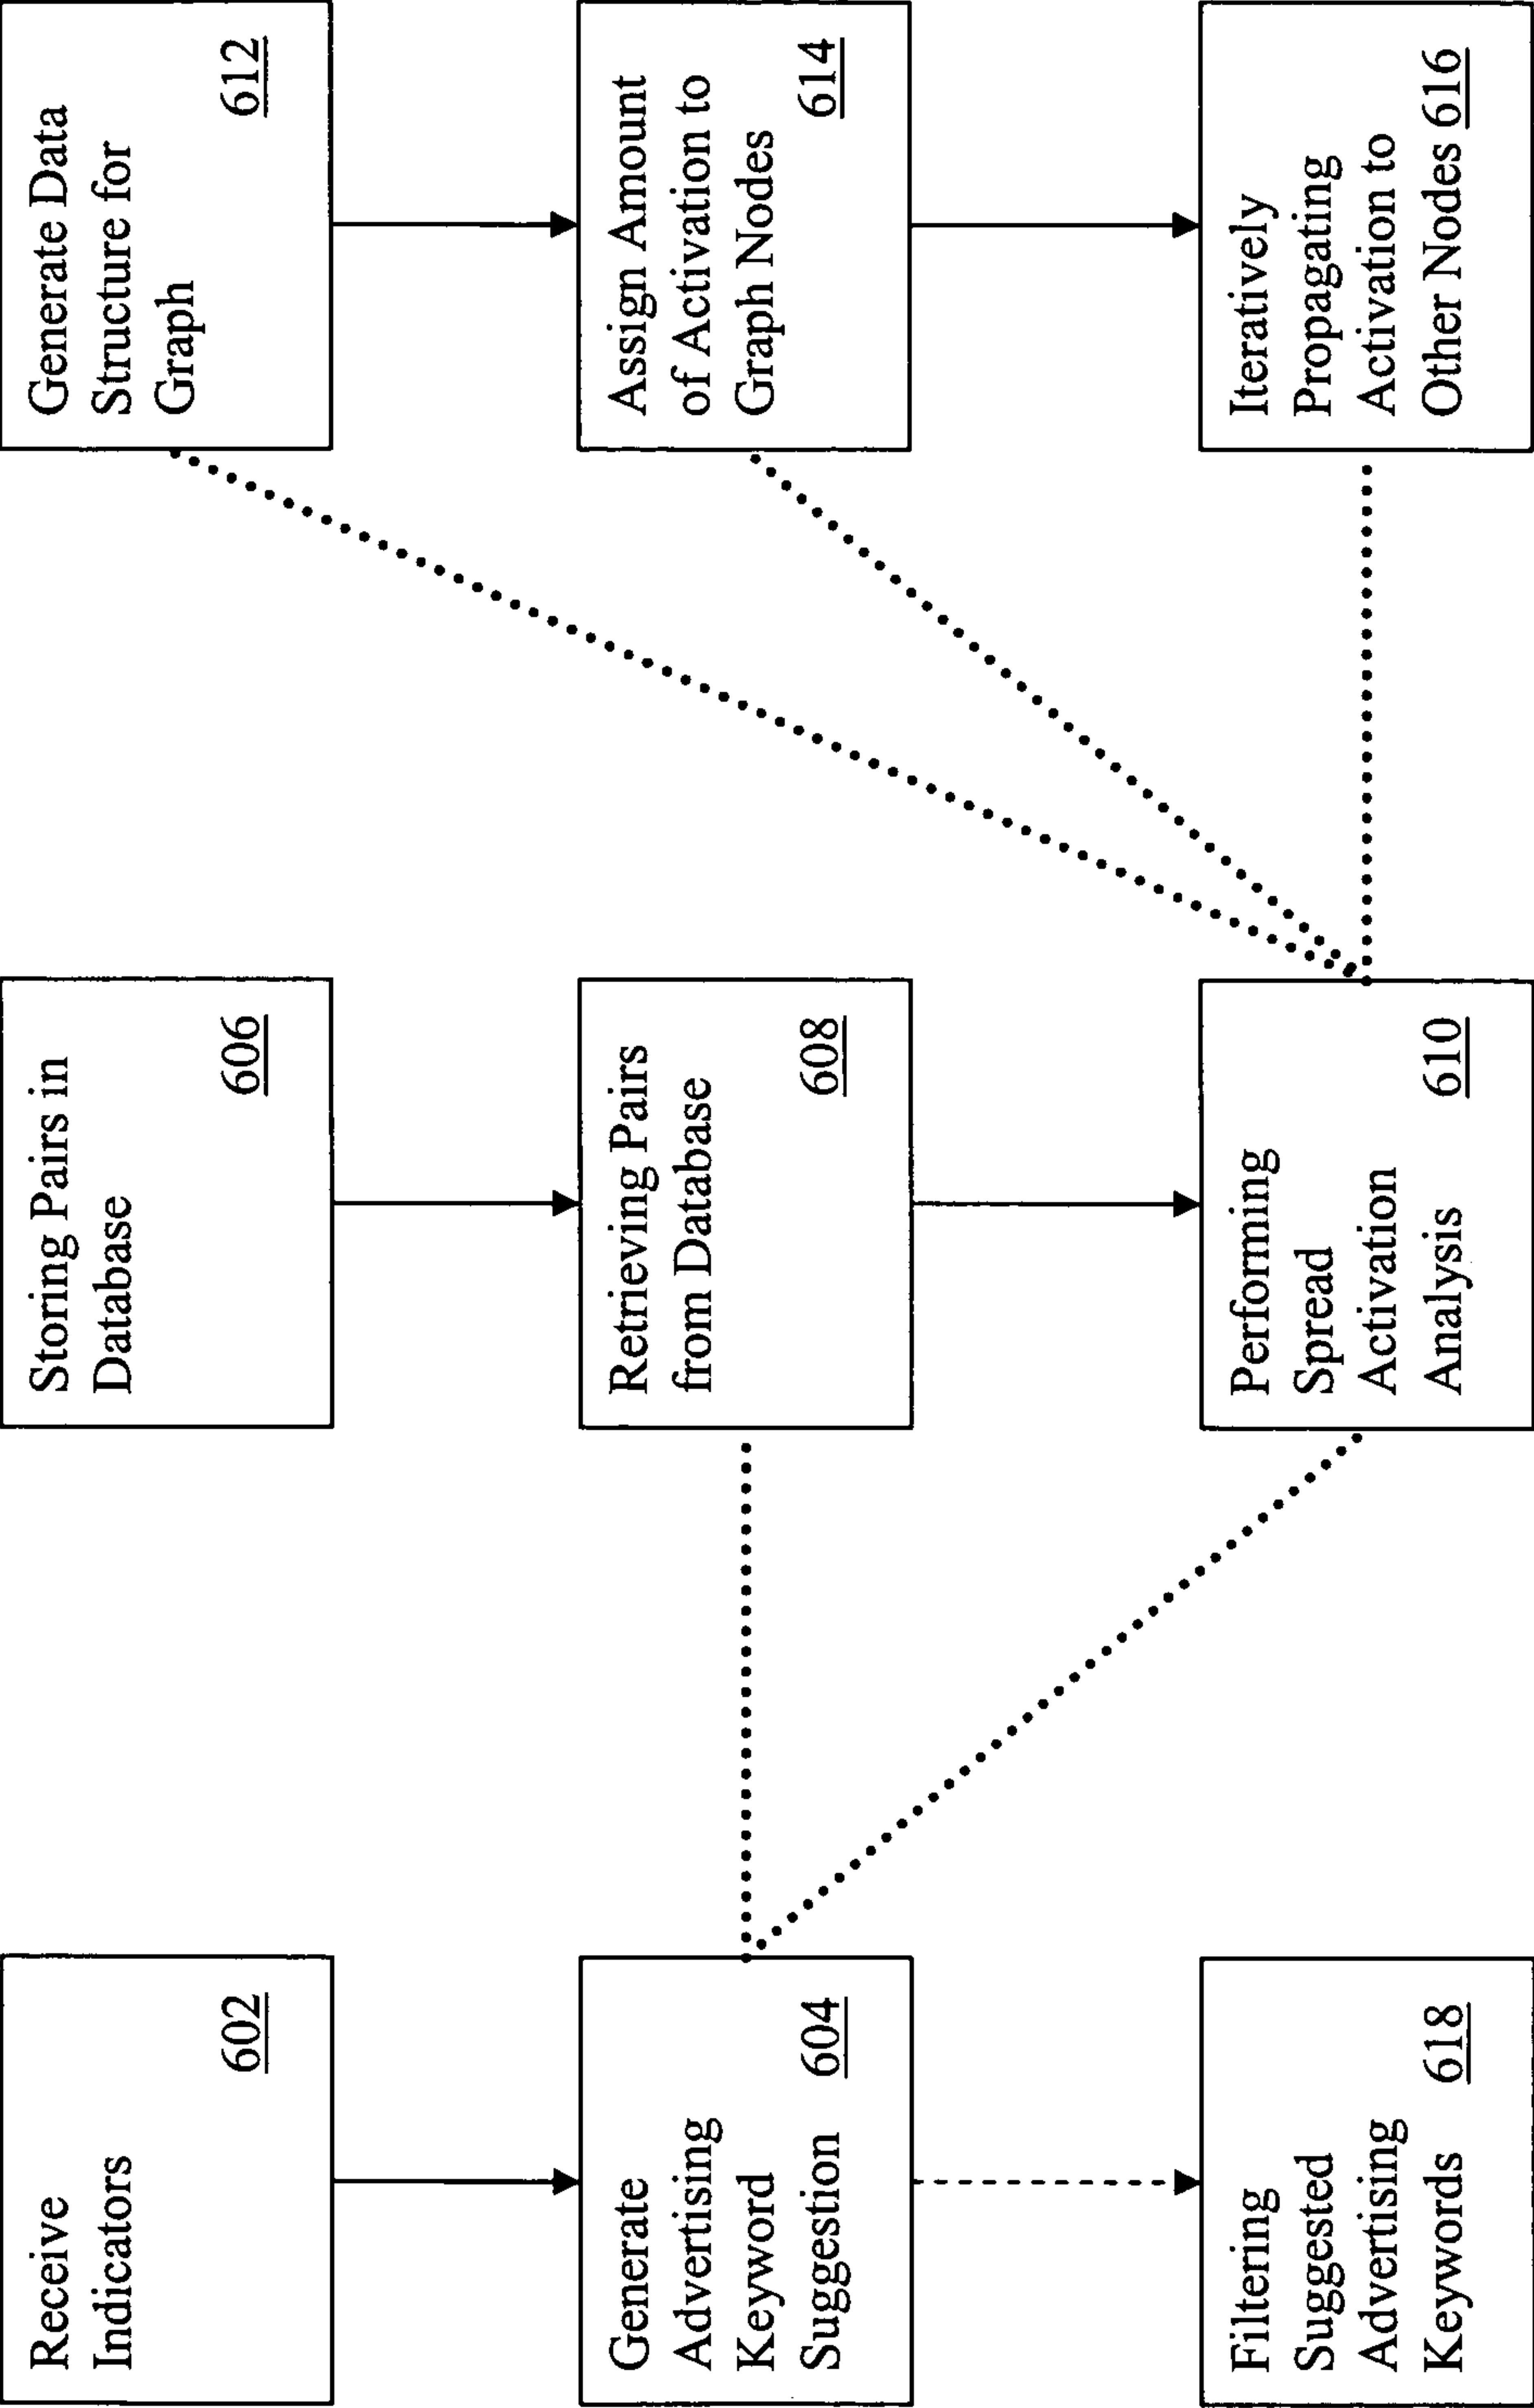 Receive
Indicators
602
Generate
Advertising
Keyword
Suggestion 604
Filtering
Suggested
Advertising
Keywords 618
Storing Pairs in
Database
606
Retrieving Pairs
from Database
608
Performing
Spread
Activation
Analysis 610
Generate Data
Structure for
Graph
612
Assign Amount
of Activation to
Graph Nodes
614
Iteratively
Propagating
Activation to
Other Nodes 616